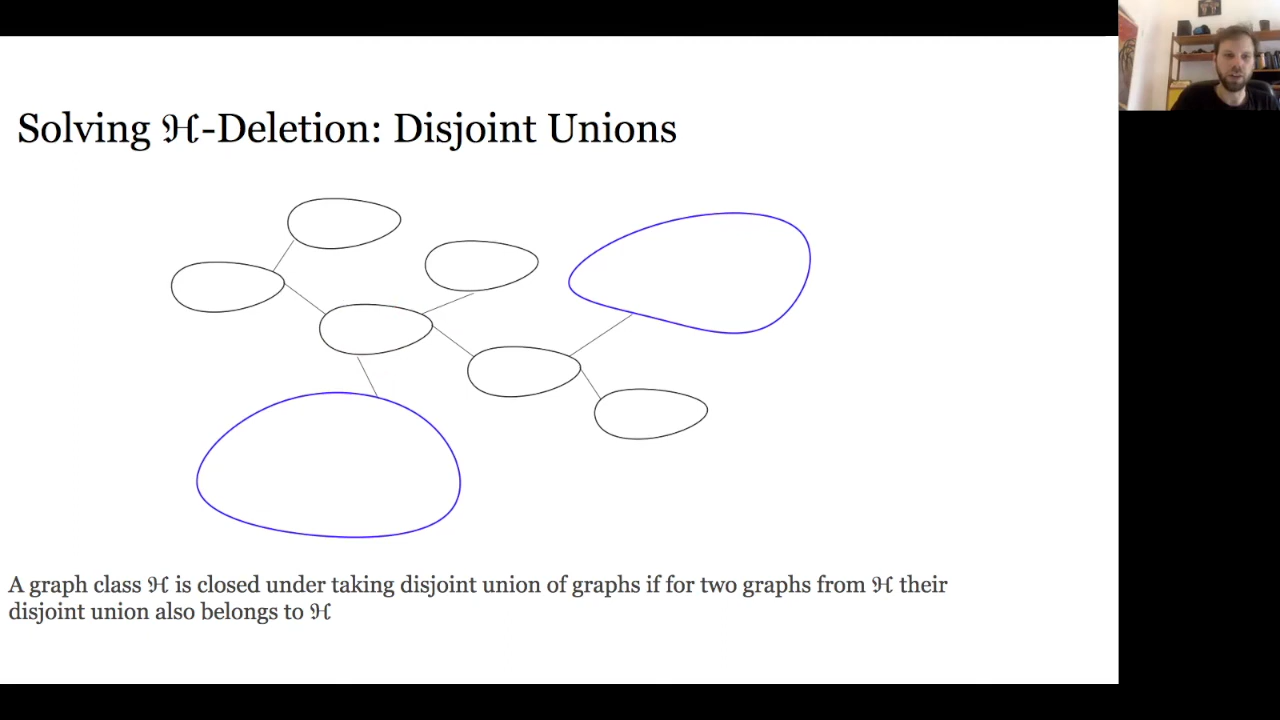 Solving ℋ-Deletion: Disjoint Unions
A graph class ℋ is closed under taking disjoint union of graphs if for two graphs from ℋ their
disjoint union also belongs to ℋ